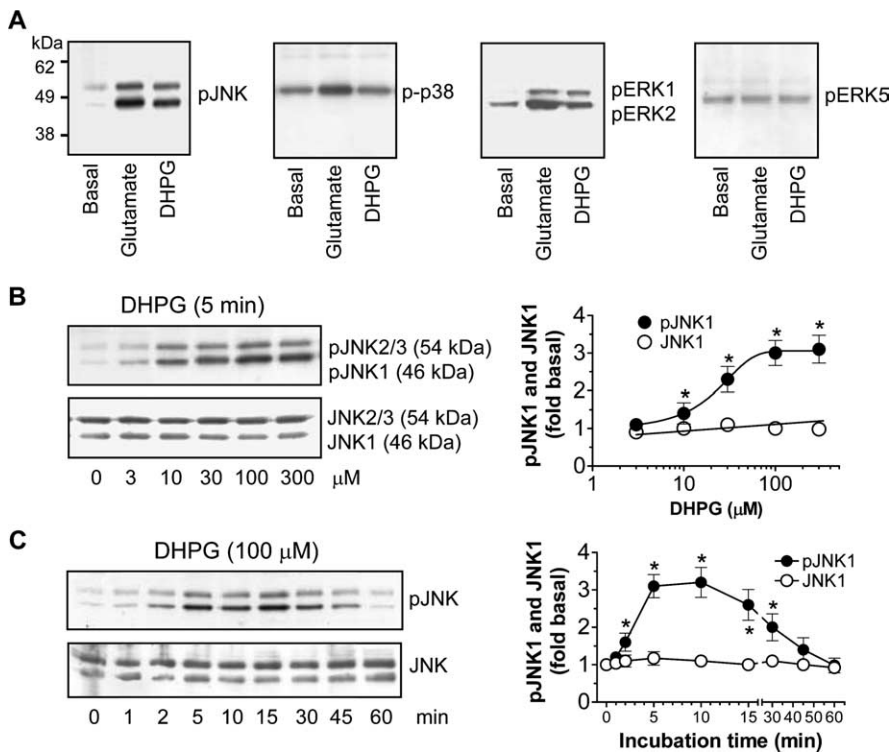 A
kDa
62
49
38
pJNK
Basal
Glutamate
DHPG
p-p38
Basal
Glutamate
DHPG
pERK1
pERK2
Basal
Glutamate
DHPG
pERK5
Basal
Glutamate
DHPG
B
DHPG (5 min)
pJNK2/3 (54 kDa)
pJNK1 (46 kDa)
JNK2/3 (54 kDa)
JNK1 (46 kDa)
0 3 10 30 100 300 μM
pJNK1 and JNK1
(fold basal)
4
3
2
1
0
pJNK1
JNK1
* * * *
1 10 100
DHPG (μM)
C
DHPG (100 μM)
pJNK
JNK
0 1 2 5 10 15 30 45 60 min
pJNK1 and JNK1
(fold basal)
4
3
2
1
0
pJNK1
JNK1
* * * * *
0 5 10 15 30 40 50 60
Incubation time (min)